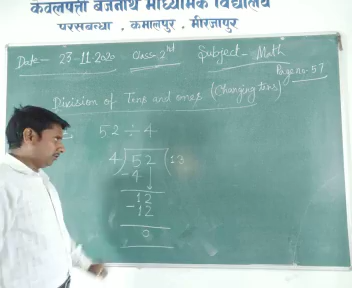 केवलपत्ती बैजनाथ माध्यमिक विद्यालय
परसबन्धा , कमालपुर , मीरजापुर
Date- 23-11-20 Class-2nd Subject- Math
Page no. 57
Division of Tens and ones (Changing tens)
52 ÷ 4
4) 52 (13
- 4 ↓
12
-12
0